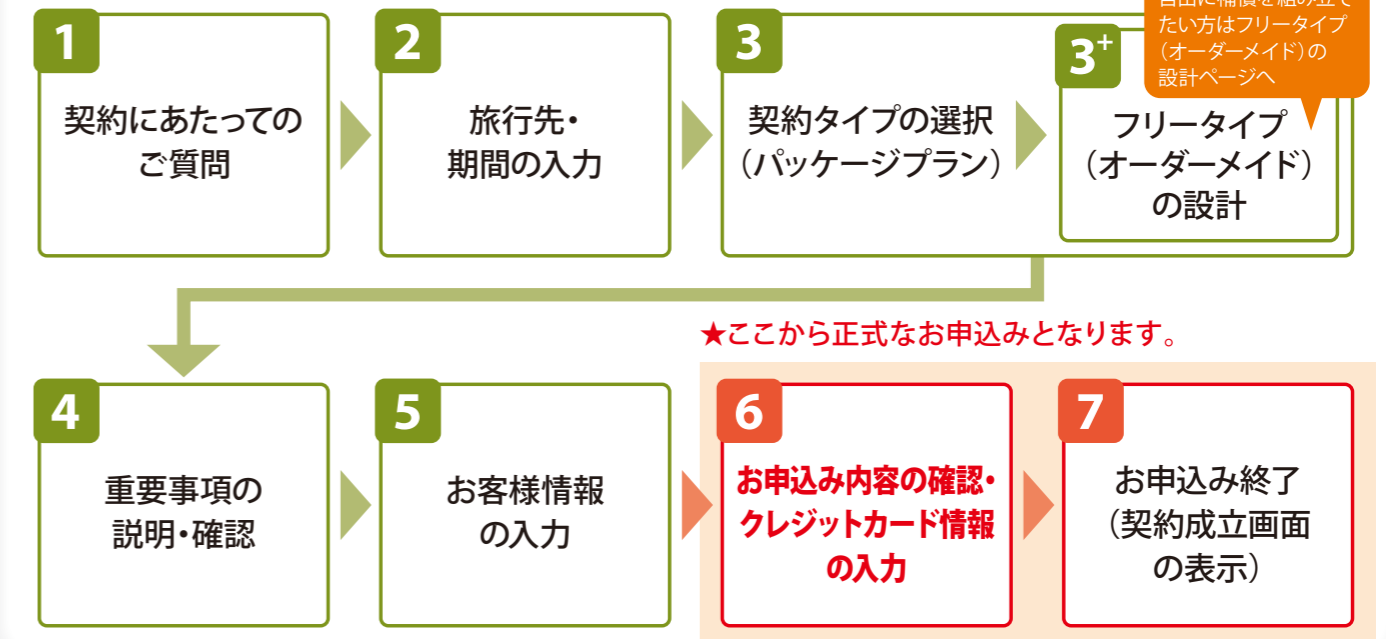 1
契約にあたっての
ご質問
2
旅行先・
期間の入力
3
契約タイプの選択
（パッケージプラン）
3+
フリータイプ
（オーダーメイド）
の設計
たい方はフリータイプ
（オーダーメイド）の
設計ページへ
★ここから正式なお申込みとなります。
4
重要事項の
説明・確認
5
お客様情報
の入力
6
お申込み内容の確認・
クレジットカード情報
の入力
7
お申込み終了
（契約成立画面
の表示）